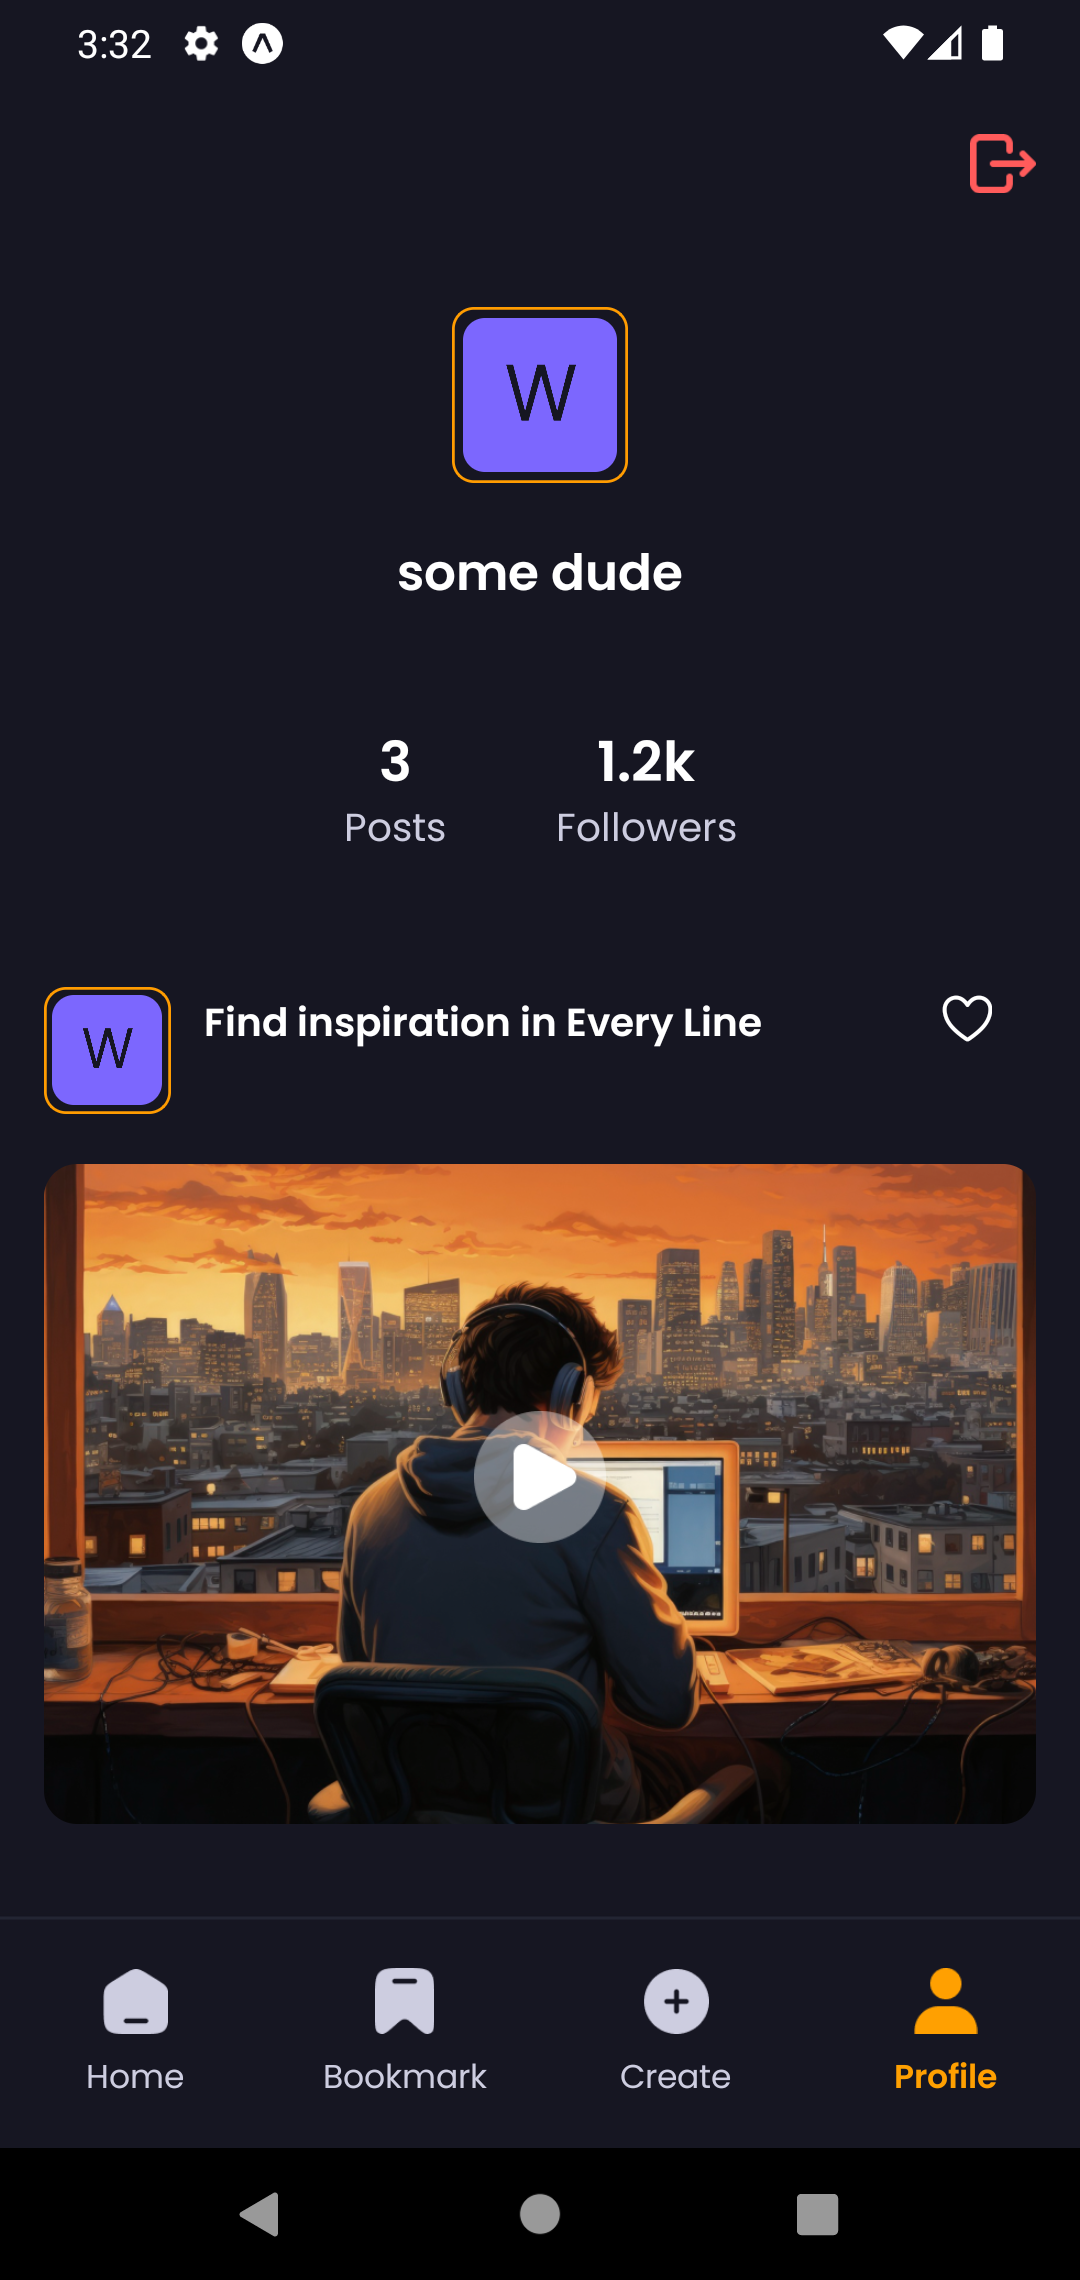 3:32
W
some dude
3 1.2k
Posts Followers
W Find inspiration in Every Line
Home Bookmark Create Profile